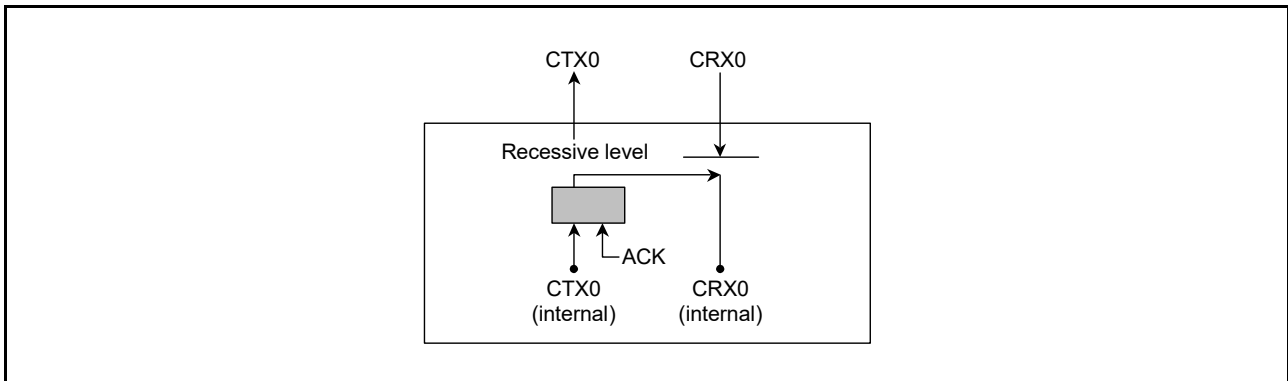 CTX0
CRX0
Recessive level
ACK
CTX0
(internal)
CRX0
(internal)